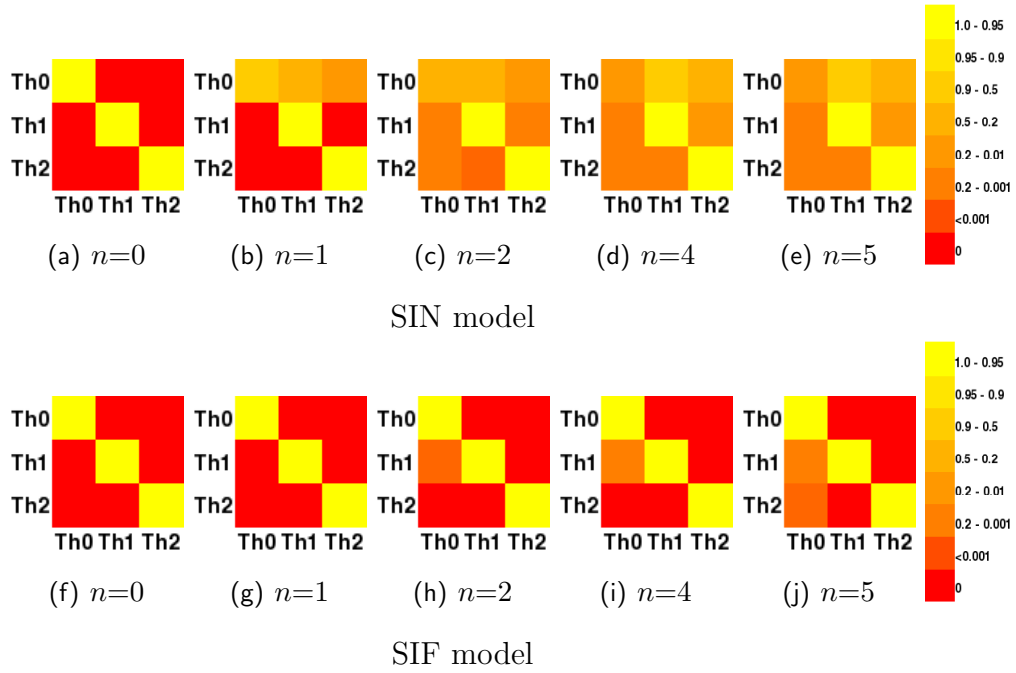 1.0 - 0.95
0.95 - 0.9
0.9 - 0.5
0.5 - 0.2
0.2 - 0.01
0.2 - 0.001
<0.001
0
Th0 Th0 Th0 Th0 Th0
Th1 Th1 Th1 Th1 Th1
Th2 Th2 Th2 Th2 Th2
Th0 Th1 Th2 Th0 Th1 Th2 Th0 Th1 Th2 Th0 Th1 Th2 Th0 Th1 Th2
(a) n=0 (b) n=1 (c) n=2 (d) n=4 (e) n=5
SIN model
1.0 - 0.95
0.95 - 0.9
0.9 - 0.5
0.5 - 0.2
0.2 - 0.01
0.2 - 0.001
<0.001
0
Th0 Th0 Th0 Th0 Th0
Th1 Th1 Th1 Th1 Th1
Th2 Th2 Th2 Th2 Th2
Th0 Th1 Th2 Th0 Th1 Th2 Th0 Th1 Th2 Th0 Th1 Th2 Th0 Th1 Th2
(f) n=0 (g) n=1 (h) n=2 (i) n=4 (j) n=5
SIF model